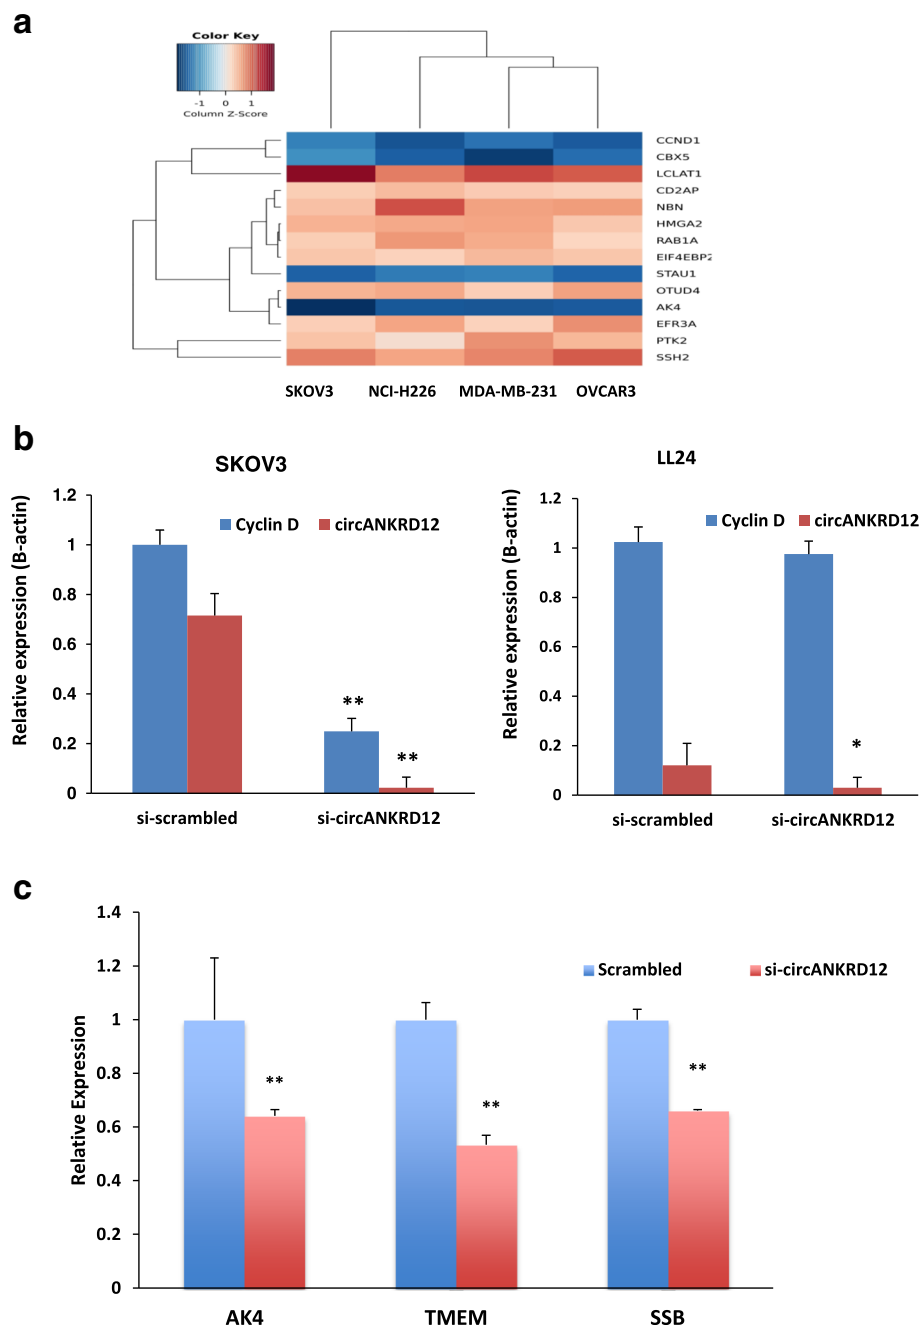 a
Color Key
-1 0 1
Column Z-Score
CCND1
CBX5
LCLAT1
CD2AP
NBN
HMGA2
RAB1A
EIF4EBP2
STAU1
OTUD4
AK4
EFR3A
PTK2
SSH2
SKOV3 NCI-H226 MDA-MB-231 OVCAR3
b
SKOV3
Relative expression (B-actin)
1.2
1
0.8
0.6
0.4
0.2
0
Cyclin D circANKRD12
**
**
si-scrambled si-circANKRD12
LL24
Relative expression (B-actin)
1.2
1
0.8
0.6
0.4
0.2
0
Cyclin D circANKRD12
*
si-scrambled si-circANKRD12
c
Relative Expression
1.4
1.2
1
0.8
0.6
0.4
0.2
0
Scrambled si-circANKRD12
**
**
**
AK4 TMEM SSB